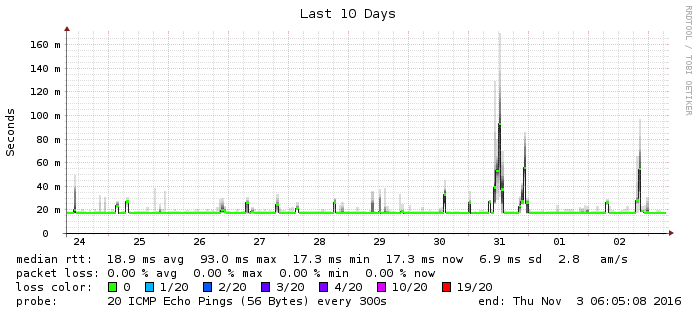 Last 10 Days
RRDTOOL / TOBI OETIKER
Seconds
160 m
140 m
120 m
100 m
80 m
60 m
40 m
20 m
0
24 25 26 27 28 29 30 31 01 02
median rtt: 18.9 ms avg 93.0 ms max 17.3 ms min 17.3 ms now 6.9 ms sd 2.8 am/s
packet loss: 0.00 % avg 0.00 % max 0.00 % min 0.00 % now
loss color: 0 1/20 2/20 3/20 4/20 10/20 19/20
probe: 20 ICMP Echo Pings (56 Bytes) every 300s end: Thu Nov 3 06:05:08 2016